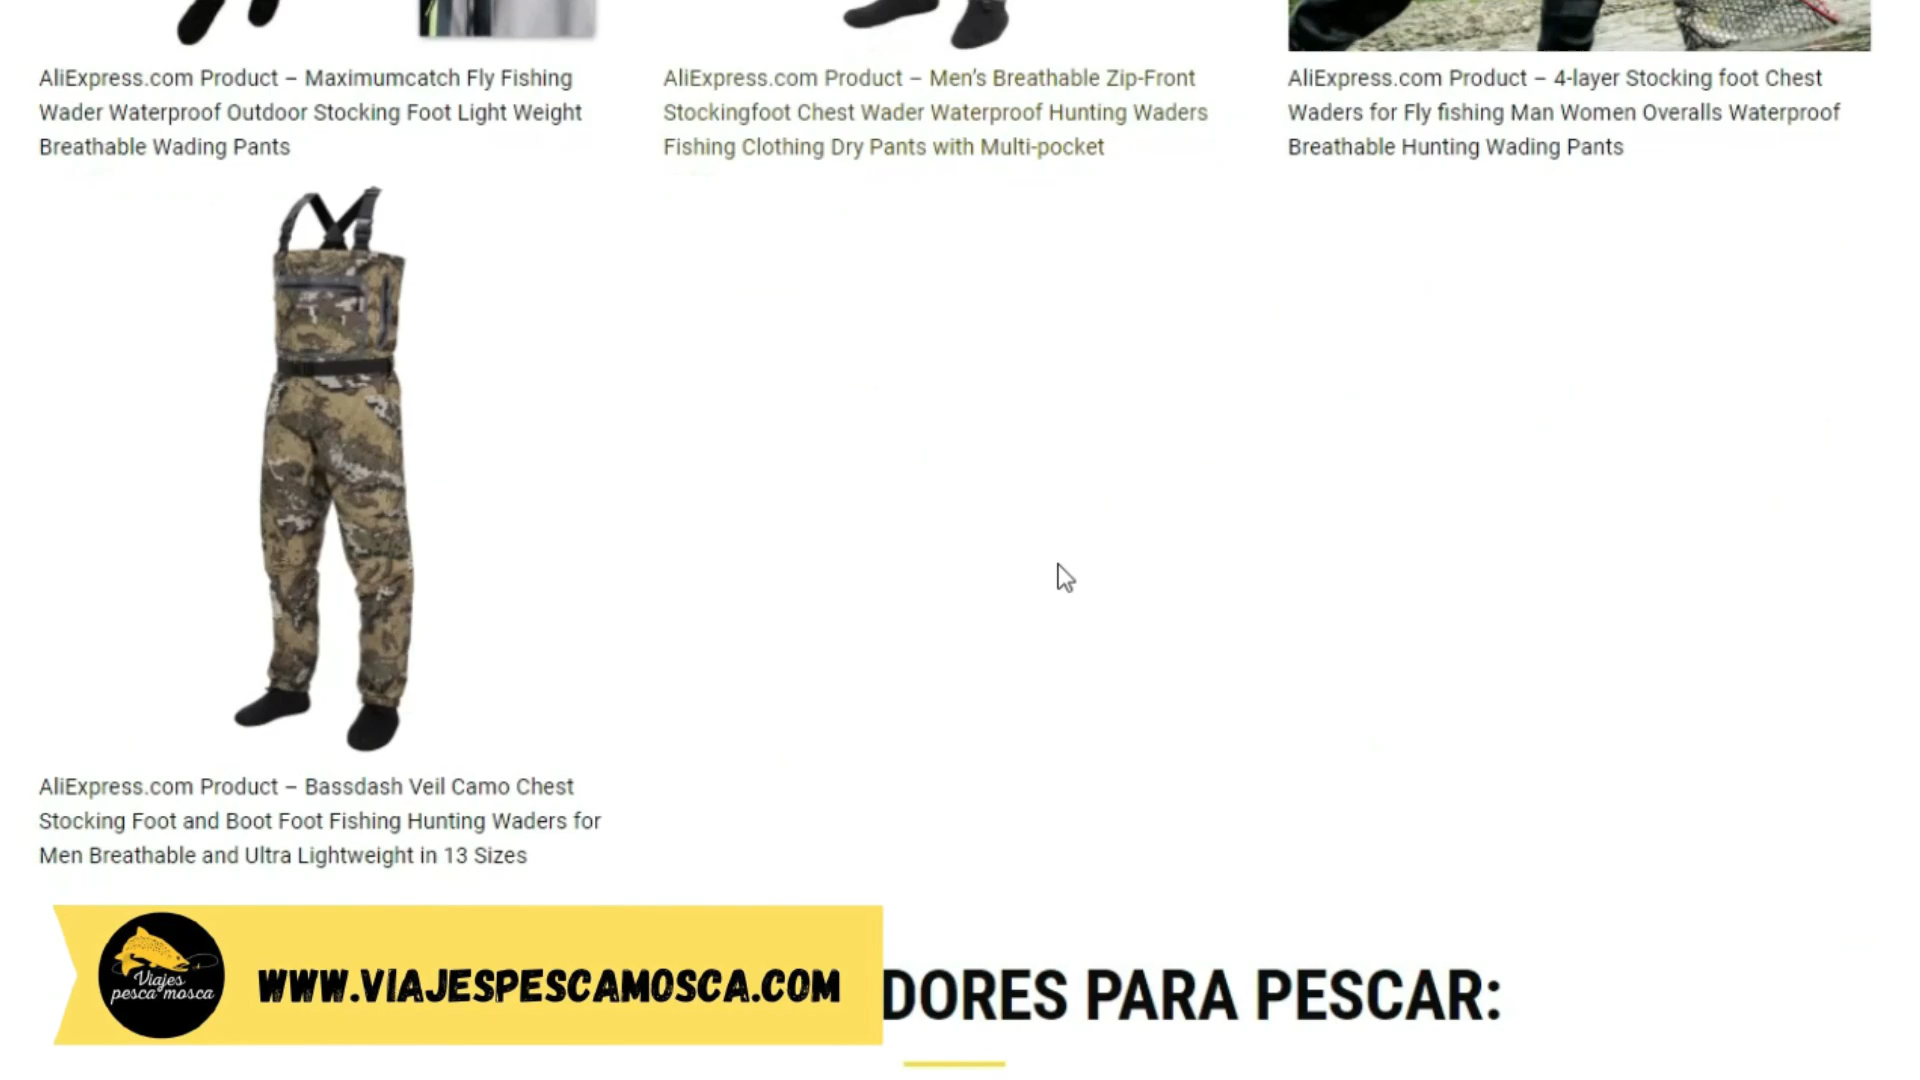 AliExpress.com Product – Maximumcatch Fly Fishing
Wader Waterproof Outdoor Stocking Foot Light Weight
Breathable Wading Pants
AliExpress.com Product – Men's Breathable Zip-Front
Stockingfoot Chest Wader Waterproof Hunting Waders
Fishing Clothing Dry Pants with Multi-pocket
AliExpress.com Product – 4-layer Stocking foot Chest
Waders for Fly fishing Man Women Overalls Waterproof
Breathable Hunting Wading Pants
AliExpress.com Product – Bassdash Veil Camo Chest
Stocking Foot and Boot Foot Fishing Hunting Waders for
Men Breathable and Ultra Lightweight in 13 Sizes
Viajes
pesca mosca
WWW.VIAJESPESCAMOSCA.COM
DORES PARA PESCAR: